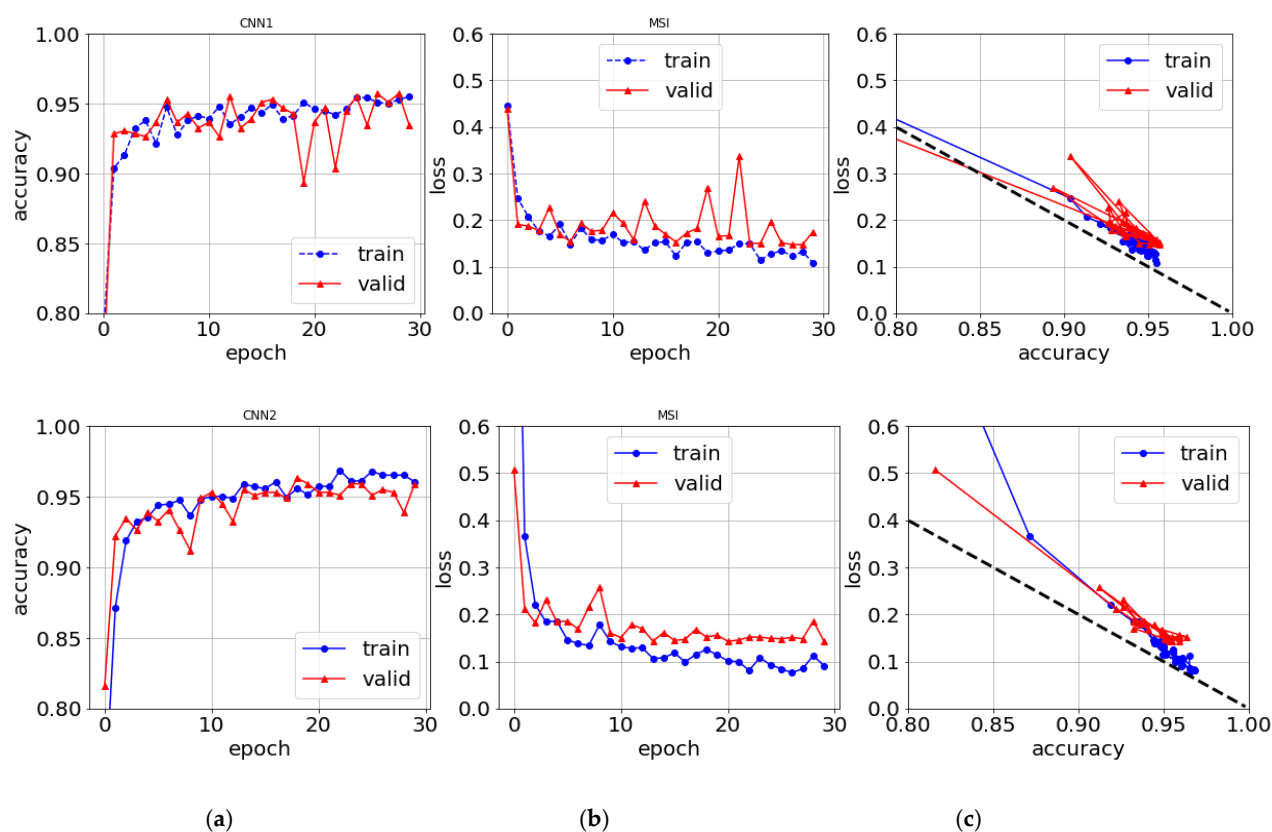 CNN1
MSI
1.00
0.95
0.90
0.85
0.80
accuracy
train
valid
0
10
20
30
epoch
0.6
0.5
0.4
0.3
0.2
0.1
0.0
loss
train
valid
0
10
20
30
epoch
0.6
0.5
0.4
0.3
0.2
0.1
0.0
loss
train
valid
0.80
0.85
0.90
0.95
1.00
accuracy
CNN2
MSI
1.00
0.95
0.90
0.85
0.80
accuracy
train
valid
0
10
20
30
epoch
0.6
0.5
0.4
0.3
0.2
0.1
0.0
loss
train
valid
0
10
20
30
epoch
0.6
0.5
0.4
0.3
0.2
0.1
0.0
loss
train
valid
0.80
0.85
0.90
0.95
1.00
accuracy
(a)
(b)
(c)